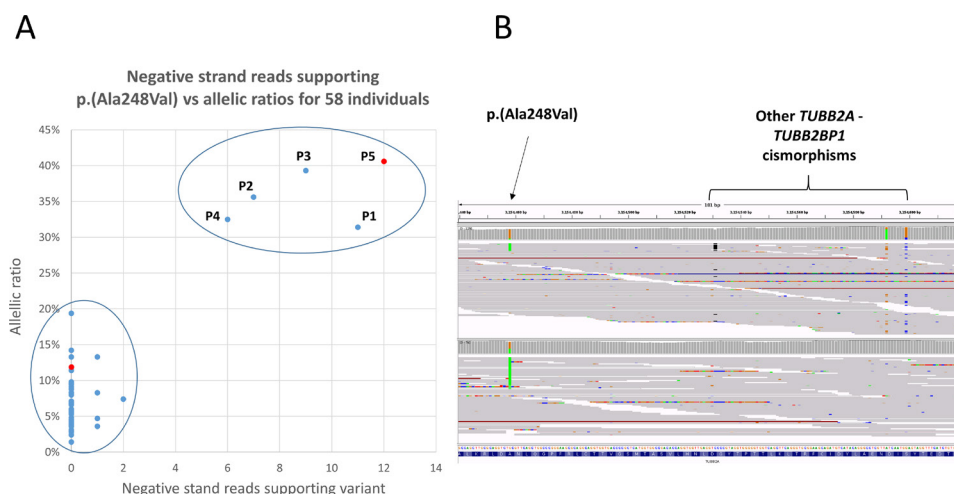 A
B
Negative strand reads supporting
p.(Ala248Val) vs allelic ratios for 58 individuals
45%
40%
35%
30%
25%
20%
15%
10%
5%
0%
Allellic ratio
P3
P5
P2
P4
P1
0
2
4
6
8
10
12
14
Negative stand reads supporting variant
p.(Ala248Val)
Other TUBB2A -
TUBB2BP1
cismorphisms
101 bp
TUBB2A